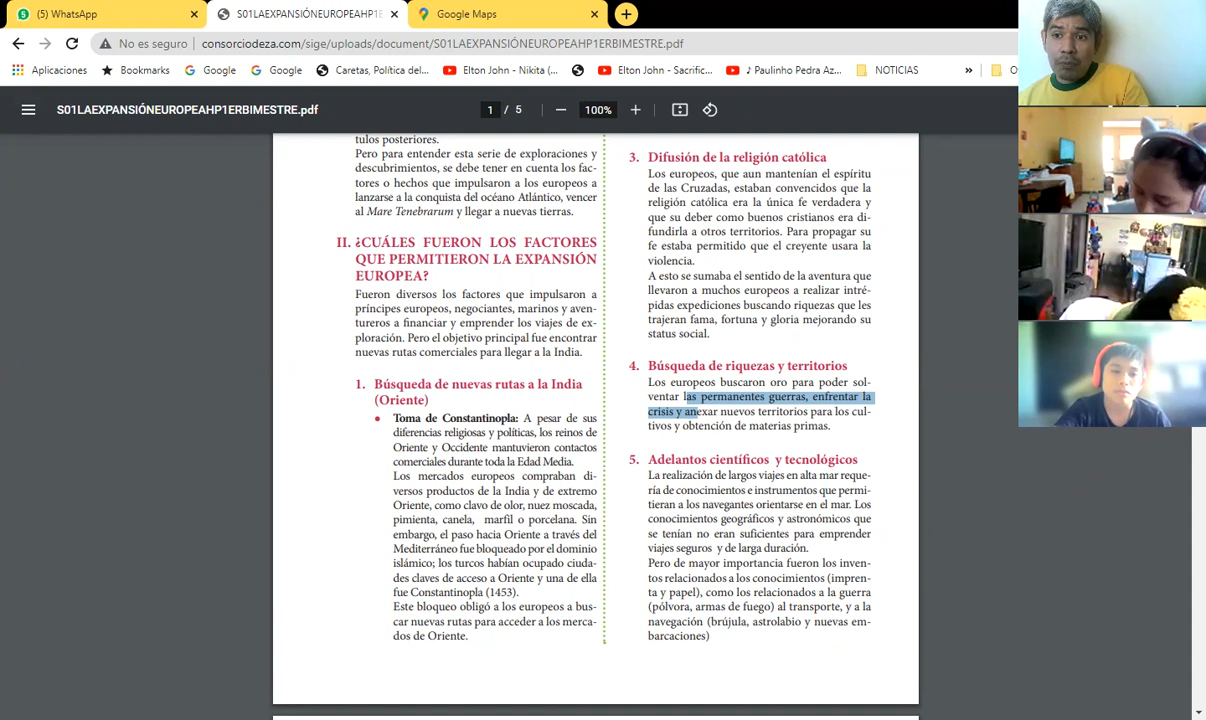 5
(5) WhatsApp
S01LAEXPANSIÓNEUROPEAHP1E
Google Maps
No es seguro
consorciodeza.com/sige/uploads/document/S01LAEXPANSIÓNEUROPEAHP1ERBIMESTRE.pdf
Aplicaciones
Bookmarks
Google
Google
Caretas, Política del...
Elton John - Nikita (...
Elton John - Sacrific...
♪ Paulinho Pedra Az...
NOTICIAS
»
S01LAEXPANSIÓNEUROPEAHP1ERBIMESTRE.pdf
1 / 5
100%
tulos posteriores.
Pero para entender esta serie de exploraciones y
descubrimientos, se debe tener en cuenta los fac-
tores o hechos que impulsaron a los europeos a
lanzarse a la conquista del océano Atlántico, vencer
al Mare Tenebrarum y llegar a nuevas tierras.
II. ¿CUÁLES FUERON LOS FACTORES
QUE PERMITIERON LA EXPANSIÓN
EUROPEA?
Fueron diversos los factores que impulsaron a
príncipes europeos, negociantes, marinos y aven-
tureros a financiar y emprender los viajes de ex-
ploración. Pero el objetivo principal fue encontrar
nuevas rutas comerciales para llegar a la India.
1. Búsqueda de nuevas rutas a la India
(Oriente)
• Toma de Constantinopla: A pesar de sus
diferencias religiosas y políticas, los reinos de
Oriente y Occidente mantuvieron contactos
comerciales durante toda la Edad Media.
Los mercados europeos compraban di-
versos productos de la India y de extremo
Oriente, como clavo de olor, nuez moscada,
pimienta, canela, marfil o porcelana. Sin
embargo, el paso hacia Oriente a través del
Mediterráneo fue bloqueado por el dominio
islámico; los turcos habían ocupado ciuda-
des claves de acceso a Oriente y una de ella
fue Constantinopla (1453).
Este bloqueo obligó a los europeos a bus-
car nuevas rutas para acceder a los merca-
dos de Oriente.
3. Difusión de la religión católica
Los europeos, que aun mantenían el espíritu
de las Cruzadas, estaban convencidos que la
religión católica era la única fe verdadera y
que su deber como buenos cristianos era di-
fundirla a otros territorios. Para propagar su
fe estaba permitido que el creyente usara la
violencia.
A esto se sumaba el sentido de la aventura que
llevaron a muchos europeos a realizar intré-
pidas expediciones buscando riquezas que les
trajeran fama, fortuna y gloria mejorando su
status social.
4. Búsqueda de riquezas y territorios
Los europeos buscaron oro para poder sol-
ventar las permanentes guerras, enfrentar la
crisis y anexar nuevos territorios para los cul-
tivos y obtención de materias primas.
5. Adelantos científicos y tecnológicos
La realización de largos viajes en alta mar reque-
ría de conocimientos e instrumentos que permi-
tieran a los navegantes orientarse en el mar. Los
conocimientos geográficos y astronómicos que
se tenían no eran suficientes para emprender
viajes seguros y de larga duración.
Pero de mayor importancia fueron los inven-
tos relacionados a los conocimientos (impren-
ta y papel), como los relacionados a la guerra
(pólvora, armas de fuego) al transporte, y a la
navegación (brújula, astrolabio y nuevas em-
barcaciones)